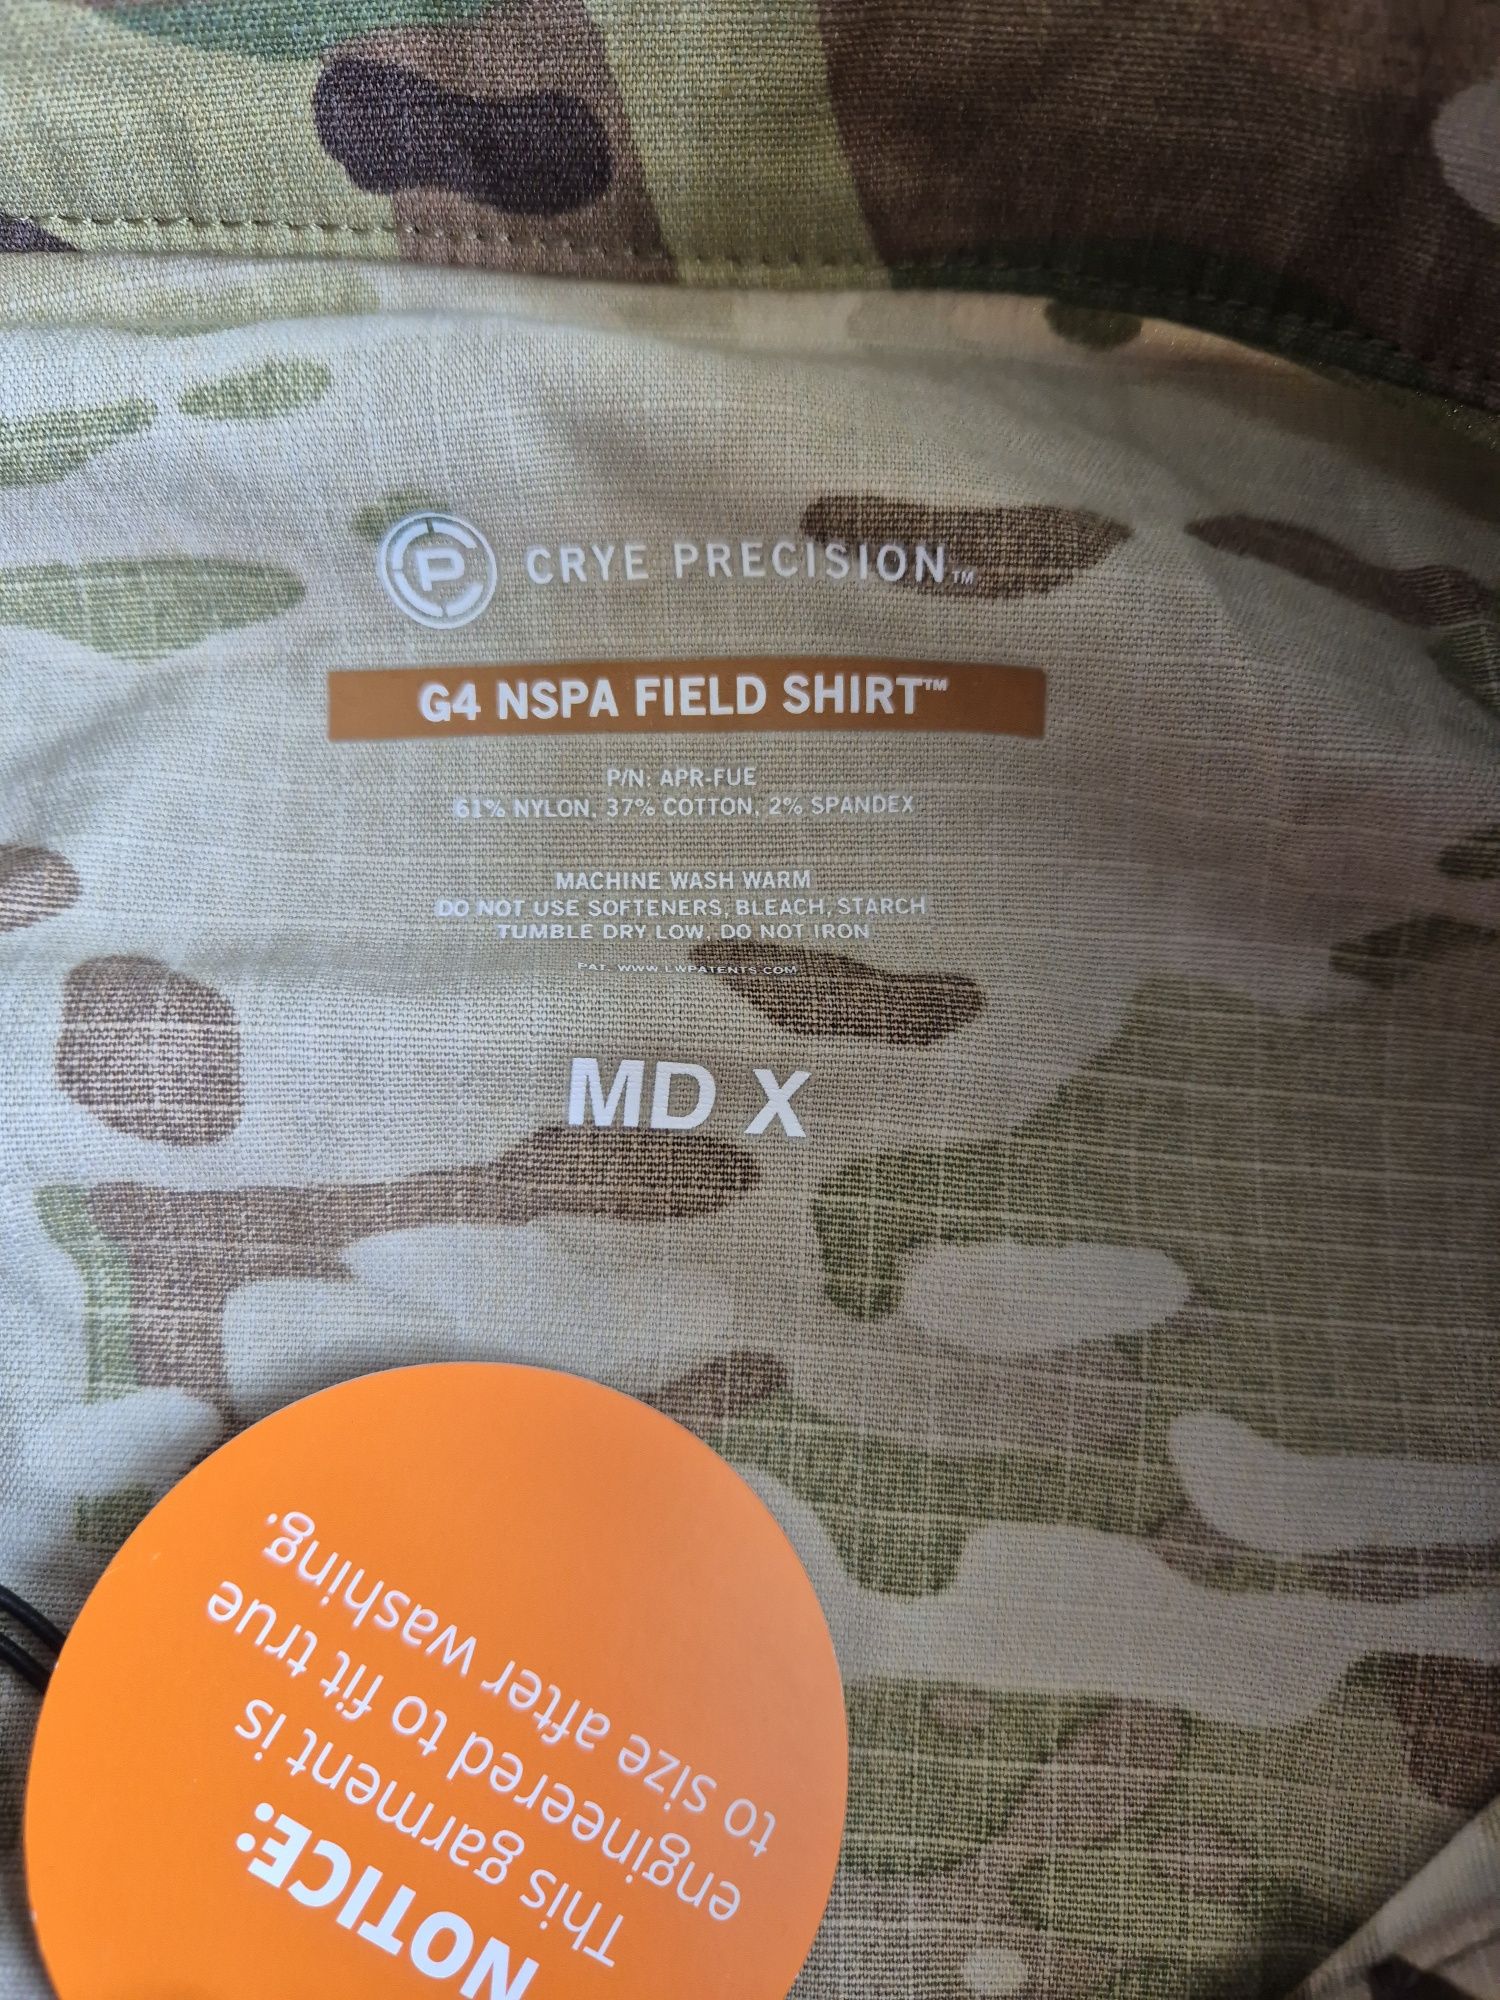 CP CRYE PRECISION™
G4 NSPA FIELD SHIRT™
P/N: APR-FUE
61% NYLON, 37% COTTON, 2% SPANDEX
MACHINE WASH WARM
DO NOT USE SOFTENERS, BLEACH, STARCH
TUMBLE DRY LOW, DO NOT IRON
PAT. WWW.LWPATENTS.COM
MD X
NOTICE:
This garment is
engineered to fit true
to size after washing.